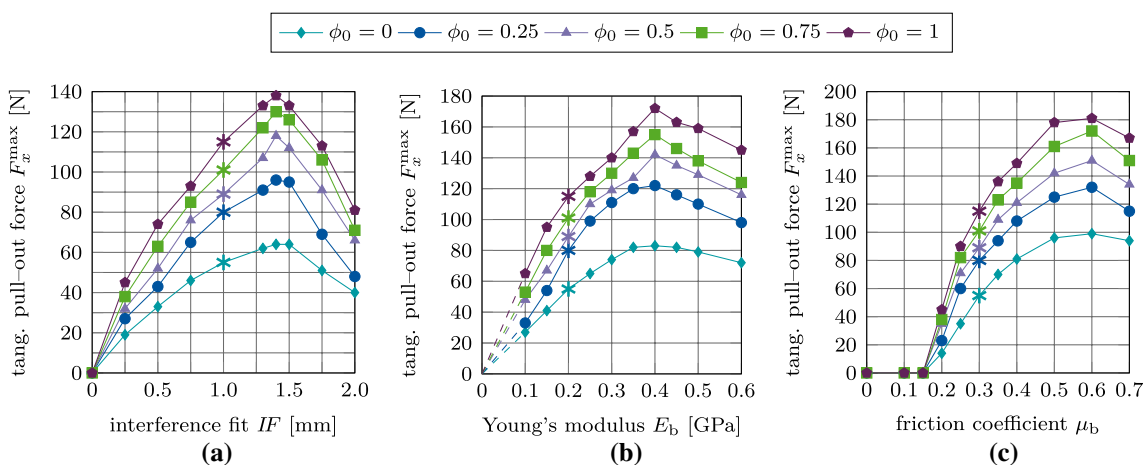 ϕ₀ = 0 ϕ₀ = 0.25 ϕ₀ = 0.5 ϕ₀ = 0.75 ϕ₀ = 1
tang. pull–out force Fₓᵐᵃˣ [N]
140
120
100
80
60
40
20
0
0 0.5 1.0 1.5 2.0
interference fit IF [mm]
(a)
tang. pull–out force Fₓᵐᵃˣ [N]
180
160
140
120
100
80
60
40
20
0
0 0.1 0.2 0.3 0.4 0.5 0.6
Young's modulus E_b [GPa]
(b)
tang. pull–out force Fₓᵐᵃˣ [N]
200
180
160
140
120
100
80
60
40
20
0
0 0.1 0.2 0.3 0.4 0.5 0.6 0.7
friction coefficient μ_b
(c)